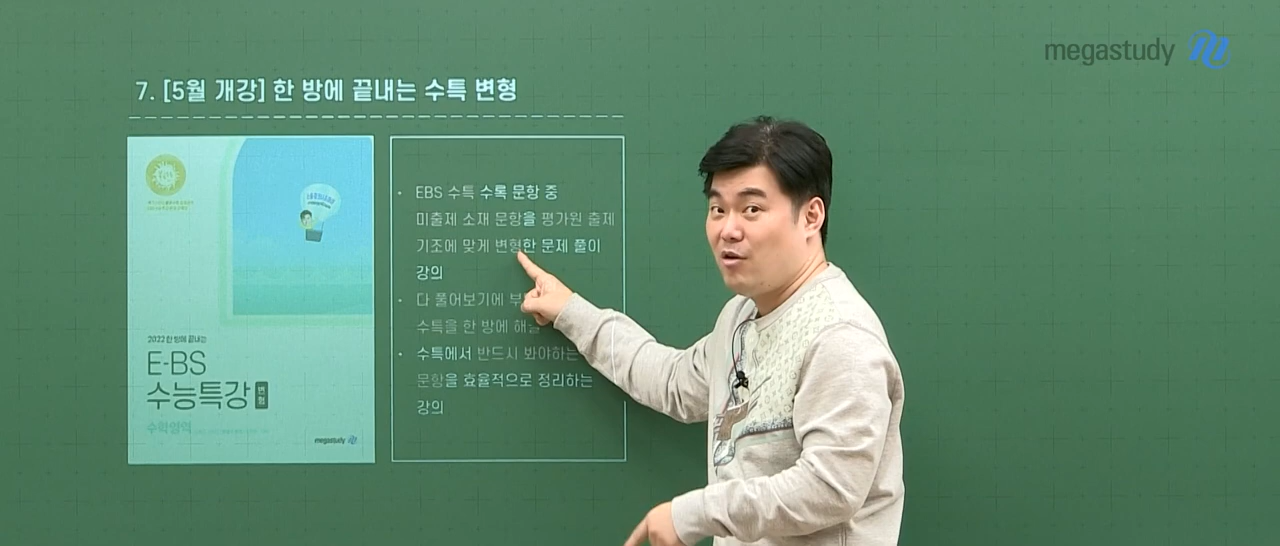 megastudy
7. [5월 개강] 한 방에 끝내는 수특 변형
• EBS 수특 수록 문항 중
미출제 소재 문항을 평가원 출제
기조에 맞게 변형한 문제 풀이
강의
• 다 풀어보기에 부
수특을 한 방에 해결
• 수특에서 반드시 봐야하는
문항을 효율적으로 정리하는
강의
2022 한 방에 끝내는
E-BS
수능특강 변형
수학영역
megastudy